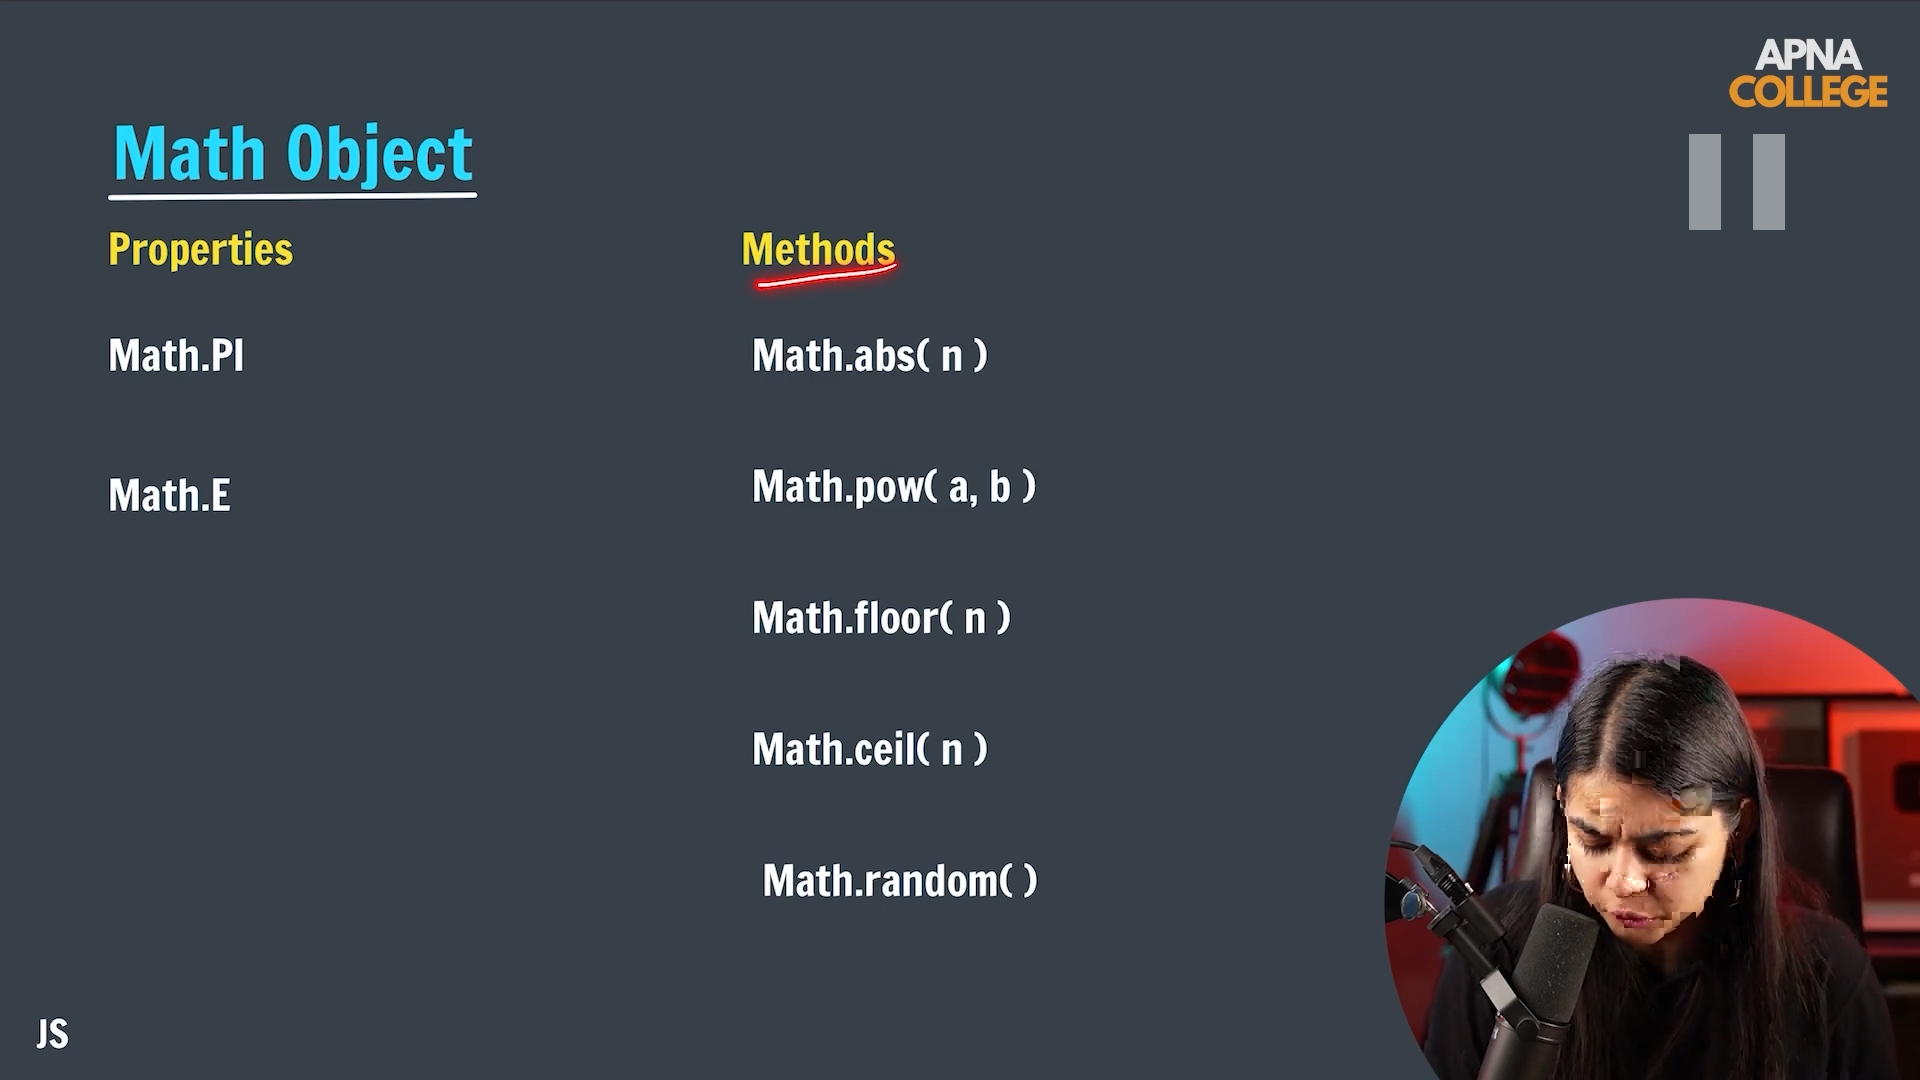 APNA
COLLEGE
Math Object
Properties
Methods
Math.PI
Math.abs( n )
Math.E
Math.pow( a, b )
Math.floor( n )
Math.ceil( n )
Math.random( )
JS